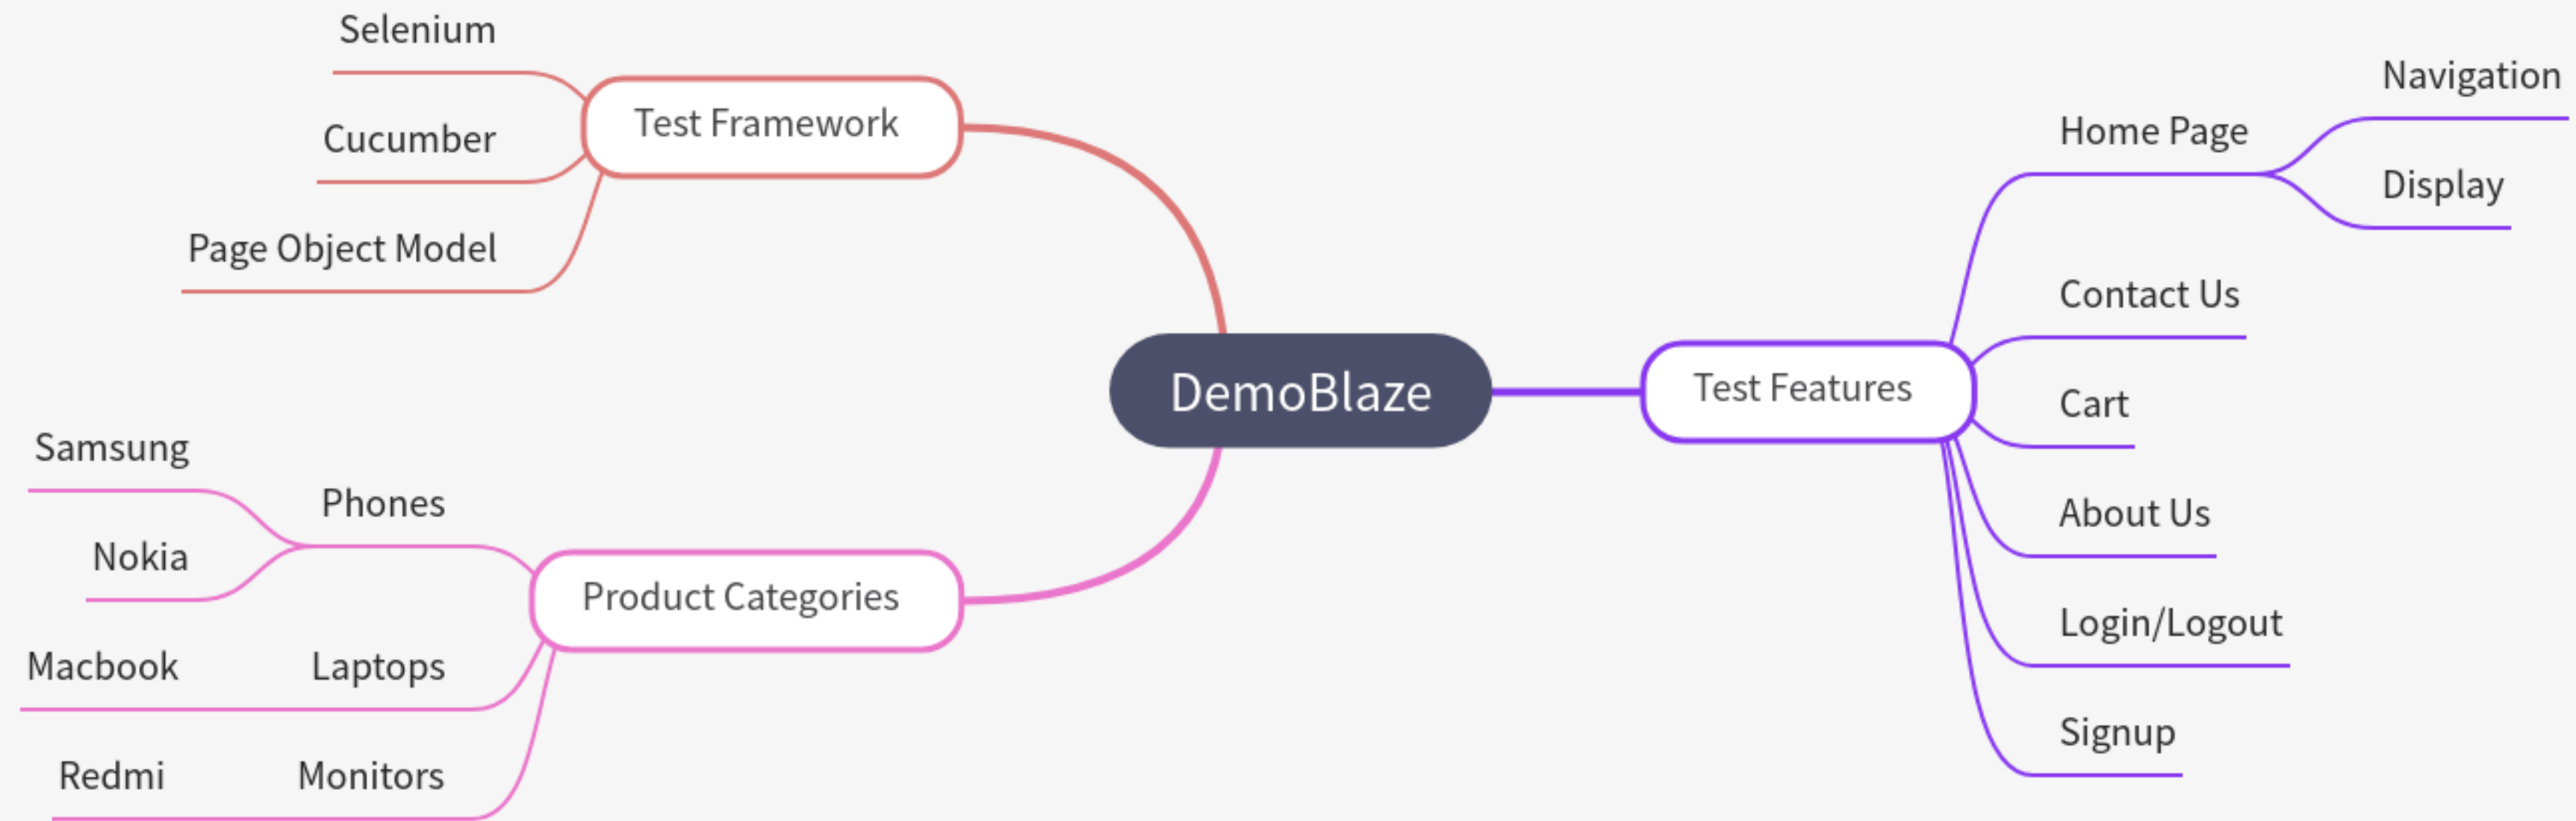 Selenium
Cucumber
Page Object Model
Test Framework
DemoBlaze
Samsung
Nokia
Phones
Macbook
Laptops
Redmi
Monitors
Product Categories
Test Features
Home Page
Navigation
Display
Contact Us
Cart
About Us
Login/Logout
Signup